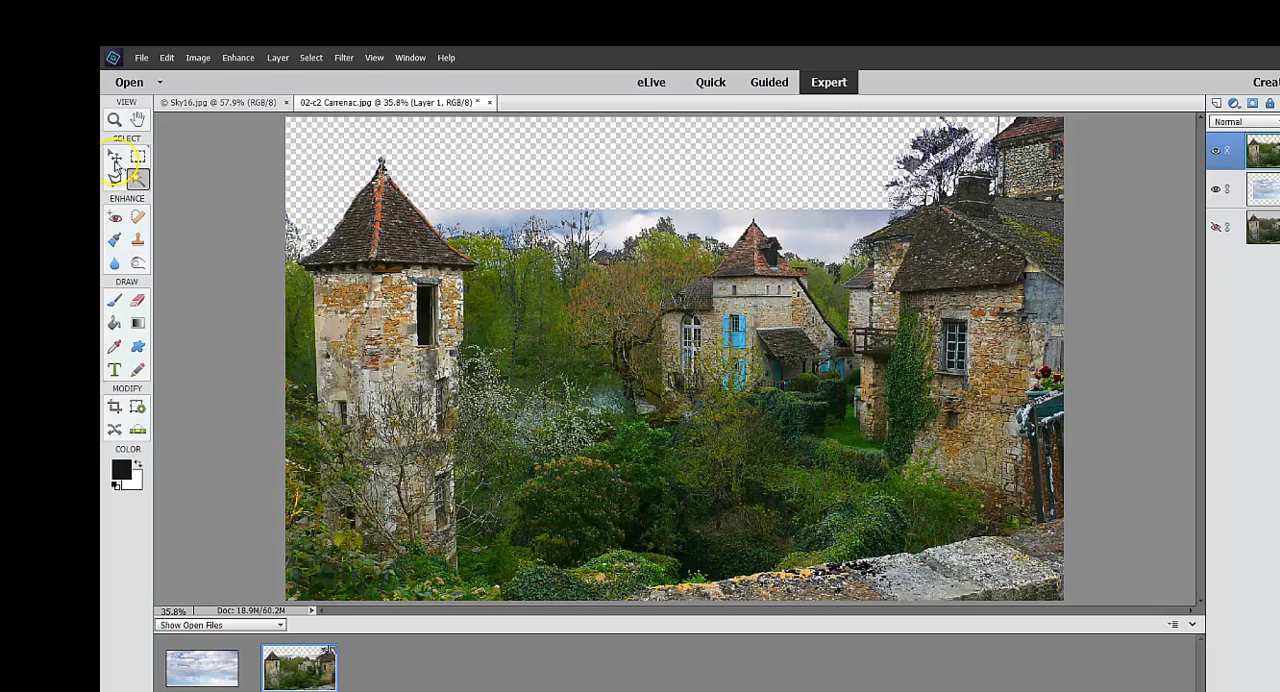 File Edit Image Enhance Layer Select Filter View Window Help
Open eLive Quick Guided Expert Creat
VIEW
© Sky16.jpg @ 57.9% (RGB/8) × 02-c2 Carrenac.jpg @ 35.8% (Layer 1, RGB/8) * ×
Normal
SELECT
ENHANCE
DRAW
T
MODIFY
COLOR
35.8% Doc: 18.9M/60.2M
Show Open Files